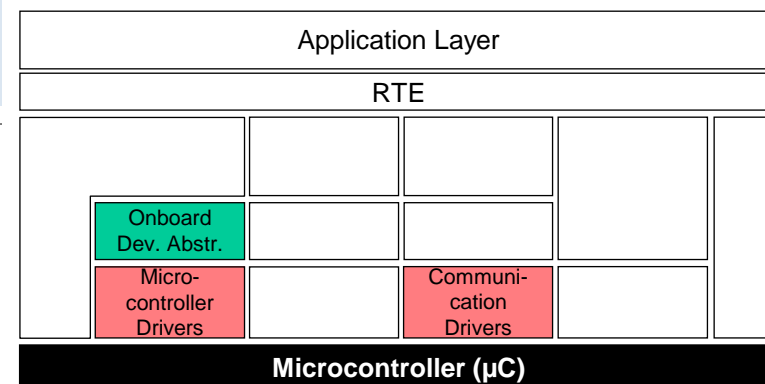 Application Layer
RTE
Onboard
Dev. Abstr.
Micro-
controller
Drivers
Communi-
cation
Drivers
Microcontroller (µC)